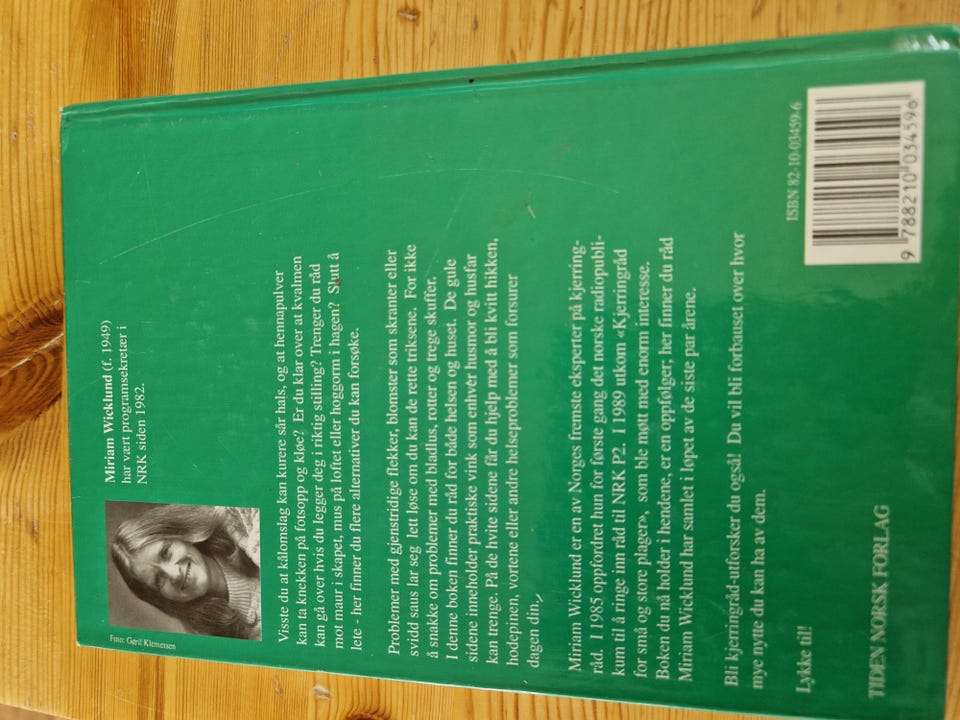 Miriam Wicklund (f. 1949)
har vært programsekretær i
NRK siden 1982.
Foto: Gøril Klemetsen
Visste du at kålomslag kan kurere sår hals, og at hennapulver
kan ta knekken på fotsopp og kløe? Er du klar over at kvalmen
kan gå over hvis du legger deg i riktig stilling? Trenger du råd
mot maur i skapet, mus på loftet eller hoggorm i hagen? Slutt å
lete - her finner du flere alternativer du kan forsøke.
Problemer med gjenstridige flekker, blomster som skranter eller
svidd saus lar seg lett løse om du kan de rette triksene. For ikke
å snakke om problemer med bladlus, rotter og trege skuffer.
I denne boken finner du råd for både helsen og huset. De gule
sidene inneholder praktiske vink som enhver husmor og husfar
kan trenge. På de hvite sidene får du hjelp med å bli kvitt hikken,
hodepinen, vortene eller andre helseproblemer som forsurer
dagen din.
Miriam Wicklund er en av Norges fremste eksperter på kjerring-
råd. I 1985 oppfordret hun for første gang det norske radiopubli-
kum til å ringe inn råd til NRK P2. I 1989 utkom «Kjerringråd
for små og store plager», som ble møtt med enorm interesse.
Boken du nå holder i hendene, er en oppfølger; her finner du råd
Miriam Wicklund har samlet i løpet av de siste par årene.
Bli kjerringråd-utforsker du også! Du vil bli forbauset over hvor
mye nytte du kan ha av dem.
Lykke til!
TIDEN NORSK FORLAG
ISBN 82-10-03459-6
9 788210 034596